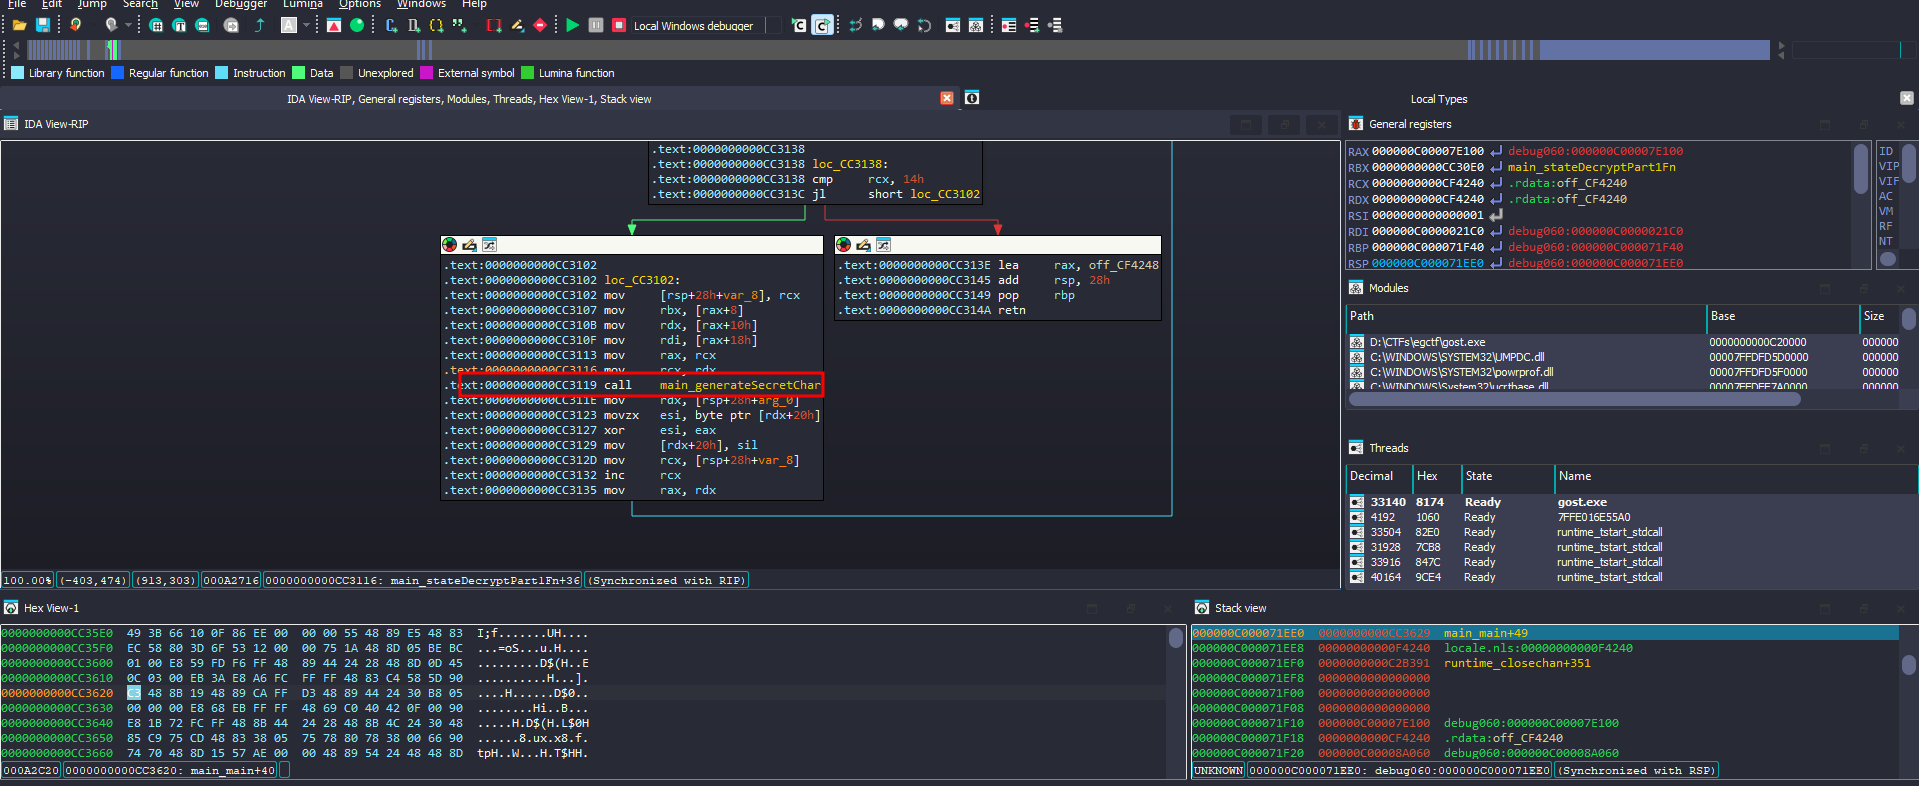 File Edit Jump Search View Debugger Lumina Options Windows Help
Local Windows debugger
Library function Regular function Instruction Data Unexplored External symbol Lumina function
IDA View-RIP, General registers, Modules, Threads, Hex View-1, Stack view
Local Types
IDA View-RIP
.text:0000000000CC3138
.text:0000000000CC3138 loc_CC3138:
.text:0000000000CC3138 cmp rcx, 14h
.text:0000000000CC313C jl short loc_CC3102
.text:0000000000CC3102
.text:0000000000CC3102 loc_CC3102:
.text:0000000000CC3102 mov [rsp+28h+var_8], rcx
.text:0000000000CC3107 mov rbx, [rax+8]
.text:0000000000CC310B mov rdx, [rax+10h]
.text:0000000000CC310F mov rdi, [rax+18h]
.text:0000000000CC3113 mov rax, rcx
.text:0000000000CC3116 mov rcx, rdx
.text:0000000000CC3119 call main_generateSecretChar
.text:0000000000CC311E mov rdx, [rsp+28h+arg_0]
.text:0000000000CC3123 movzx esi, byte ptr [rdx+20h]
.text:0000000000CC3127 xor esi, eax
.text:0000000000CC3129 mov [rdx+20h], sil
.text:0000000000CC312D mov rcx, [rsp+28h+var_8]
.text:0000000000CC3132 inc rcx
.text:0000000000CC3135 mov rax, rdx
.text:0000000000CC313E lea rax, off_CF4248
.text:0000000000CC3145 add rsp, 28h
.text:0000000000CC3149 pop rbp
.text:0000000000CC314A retn
100.00% (-403,474) (913,303) 000A2716 0000000000CC3116: main_stateDecryptPart1Fn+36 (Synchronized with RIP)
General registers
RAX 000000C00007E100 debug060:000000C00007E100
RBX 0000000000CC30E0 main_stateDecryptPart1Fn
RCX 0000000000CF4240 .rdata:off_CF4240
RDX 0000000000CF4240 .rdata:off_CF4240
RSI 0000000000000001
RDI 000000C0000021C0 debug060:000000C0000021C0
RBP 000000C000071F40 debug060:000000C000071F40
RSP 000000C000071EE0 debug060:000000C000071EE0
ID
VIP
VIF
AC
VM
RF
NT
Modules
Path Base Size
D:\CTFs\egctf\gost.exe 0000000000C20000 000000
C:\WINDOWS\SYSTEM32\UMPDC.dll 00007FFDFD5D0000 000000
C:\WINDOWS\SYSTEM32\powrprof.dll 00007FFDFD5F0000 000000
C:\WINDOWS\System32\ucrtbase.dll 00007FFDFE7A0000 000000
Threads
Decimal Hex State Name
33140 8174 Ready gost.exe
4192 1060 Ready 7FFE016E55A0
33504 82E0 Ready runtime_tstart_stdcall
31928 7CB8 Ready runtime_tstart_stdcall
33916 847C Ready runtime_tstart_stdcall
40164 9CE4 Ready runtime_tstart_stdcall
Hex View-1
0000000000CC35E0 49 3B 66 10 0F 86 EE 00 00 00 55 48 89 E5 48 83 I;f.......UH....
0000000000CC35F0 EC 58 80 3D 6F 53 12 00 00 75 1A 48 8D 05 BE BC ...=oS...u.H....
0000000000CC3600 01 00 E8 59 FD F6 FF 48 89 44 24 28 48 8D 0D 45 ........D$(H..E
0000000000CC3610 0C 03 00 EB 3A E8 A6 FC FF FF 48 83 C4 58 5D 90 ..........H...].
0000000000CC3620 C3 48 8B 19 48 89 CA FF D3 48 89 44 24 30 B8 05 ....H......D$0..
0000000000CC3630 00 00 00 E8 68 EB FF FF 48 69 C0 40 42 0F 00 90 ........Hi..B...
0000000000CC3640 E8 1B 72 FC FF 48 8B 44 24 28 48 8B 4C 24 30 48 .....H.D$(H.L$0H
0000000000CC3650 85 C9 75 CD 48 83 38 05 75 78 80 78 38 00 66 90 ......8.ux.x8.f.
0000000000CC3660 74 70 48 8D 15 57 AE 00 00 48 89 54 24 48 48 8D tpH..W...H.T$HH.
000A2C20 0000000000CC3620: main_main+40
Stack view
000000C000071EE0 0000000000CC3629 main_main+49
000000C000071EE8 00000000000F4240 locale.nls:00000000000F4240
000000C000071EF0 0000000000C2B391 runtime_closechan+351
000000C000071EF8 0000000000000000
000000C000071F00 0000000000000000
000000C000071F08 0000000000000000
000000C000071F10 000000C00007E100 debug060:000000C00007E100
000000C000071F18 0000000000CF4240 .rdata:off_CF4240
000000C000071F20 000000C00008A060 debug060:000000C00008A060
UNKNOWN 000000C000071EE0: debug060:000000C000071EE0 (Synchronized with RSP)